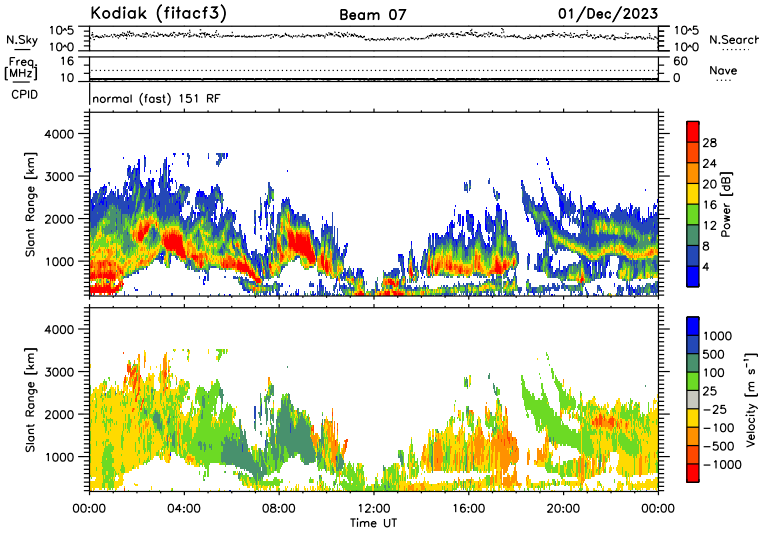 Kodiak (fitacf3) Beam 07 01/Dec/2023
N.Sky 10^5 10^0 10^5 10^0 N.Search
Freq. [MHz] 16 10 60 0 Nave
CPID normal (fast) 151 RF
Slant Range [km] 4000 3000 2000 1000
Power [dB] 28 24 20 16 12 8 4
Slant Range [km] 4000 3000 2000 1000
Velocity [m s^-1] 1000 500 100 25 -25 -100 -500 -1000
00:00 04:00 08:00 12:00 16:00 20:00 00:00
Time UT